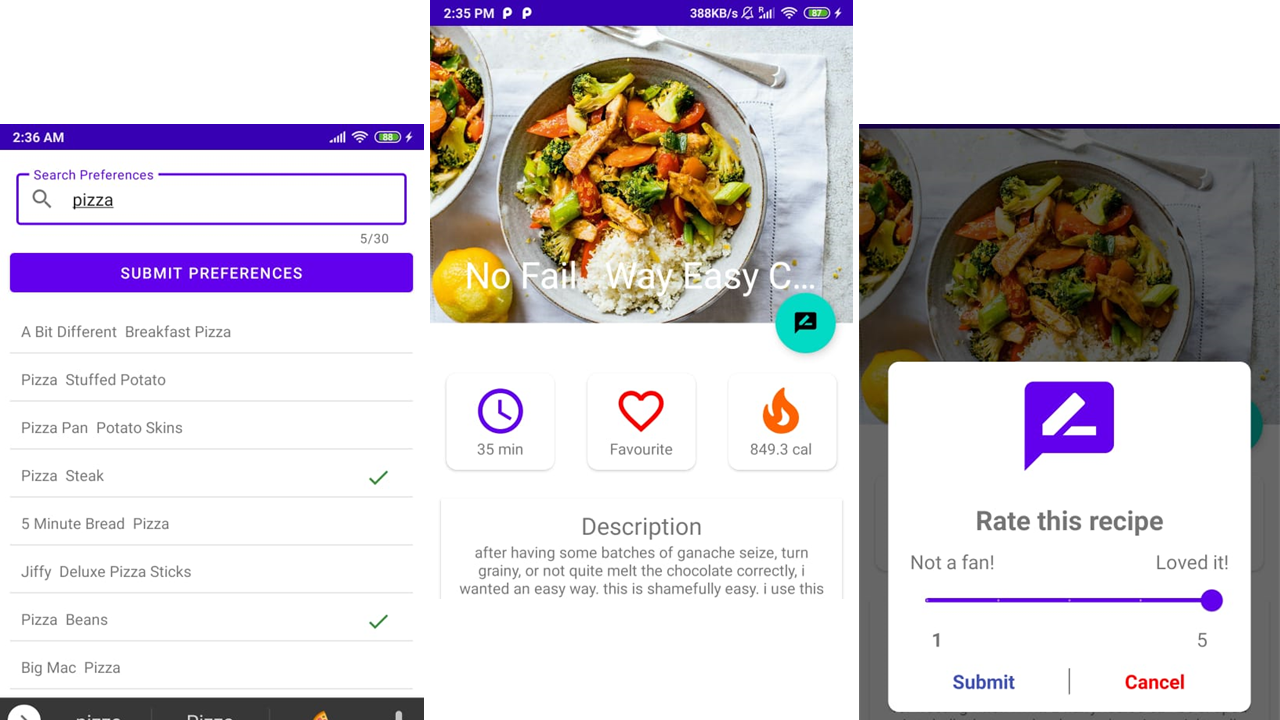 2:36 AM
88
Search Preferences
pizza
5/30
SUBMIT PREFERENCES
A Bit Different  Breakfast Pizza
Pizza  Stuffed Potato
Pizza Pan  Potato Skins
Pizza  Steak
5 Minute Bread  Pizza
Jiffy  Deluxe Pizza Sticks
Pizza  Beans
Big Mac  Pizza
pizza
Pizza
2:35 PM
388KB/s
R
87
No Fail  Way Easy C...
35 min
Favourite
849.3 cal
Description
after having some batches of ganache seize, turn
grainy, or not quite melt the chocolate correctly, i
wanted an easy way. this is shamefully easy. i use this
Rate this recipe
Not a fan!
Loved it!
1
5
Submit
Cancel